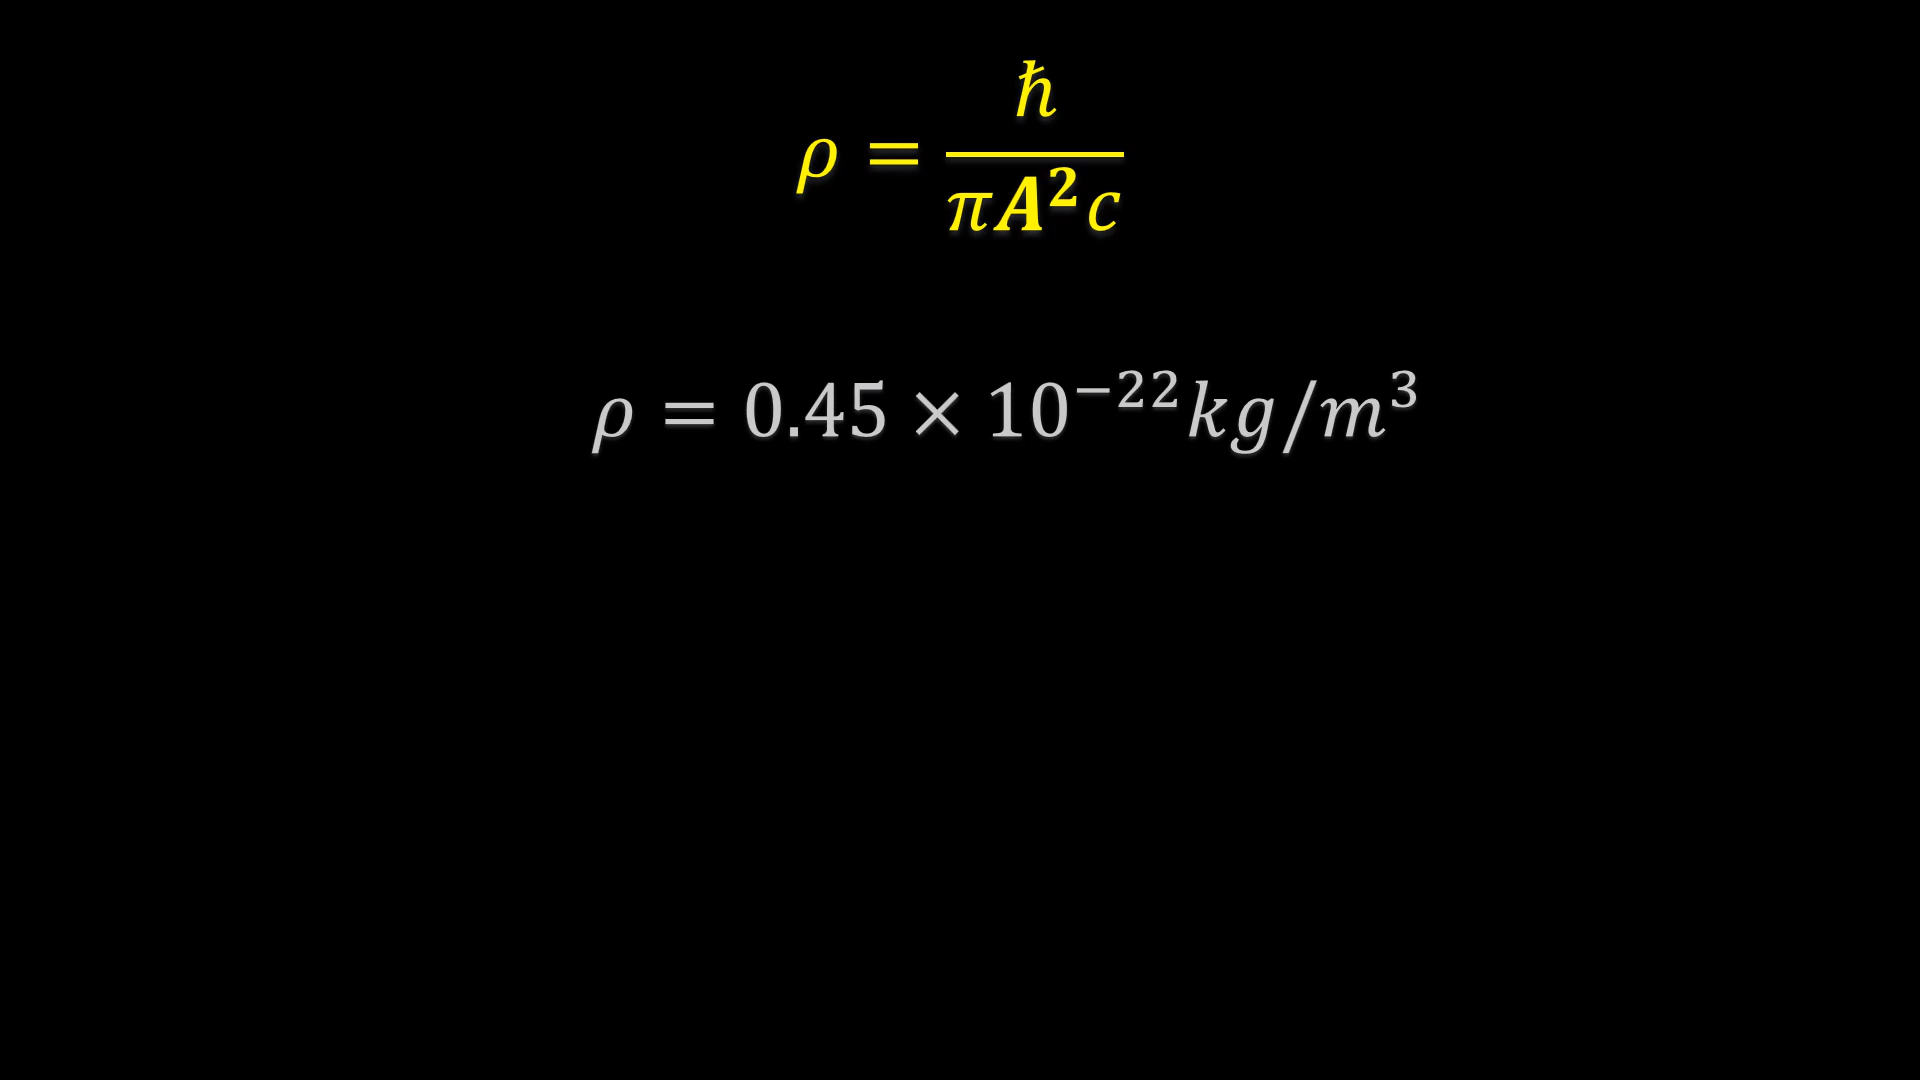 ρ = ℏ / πA²c
ρ = 0.45 × 10⁻²² kg/m³